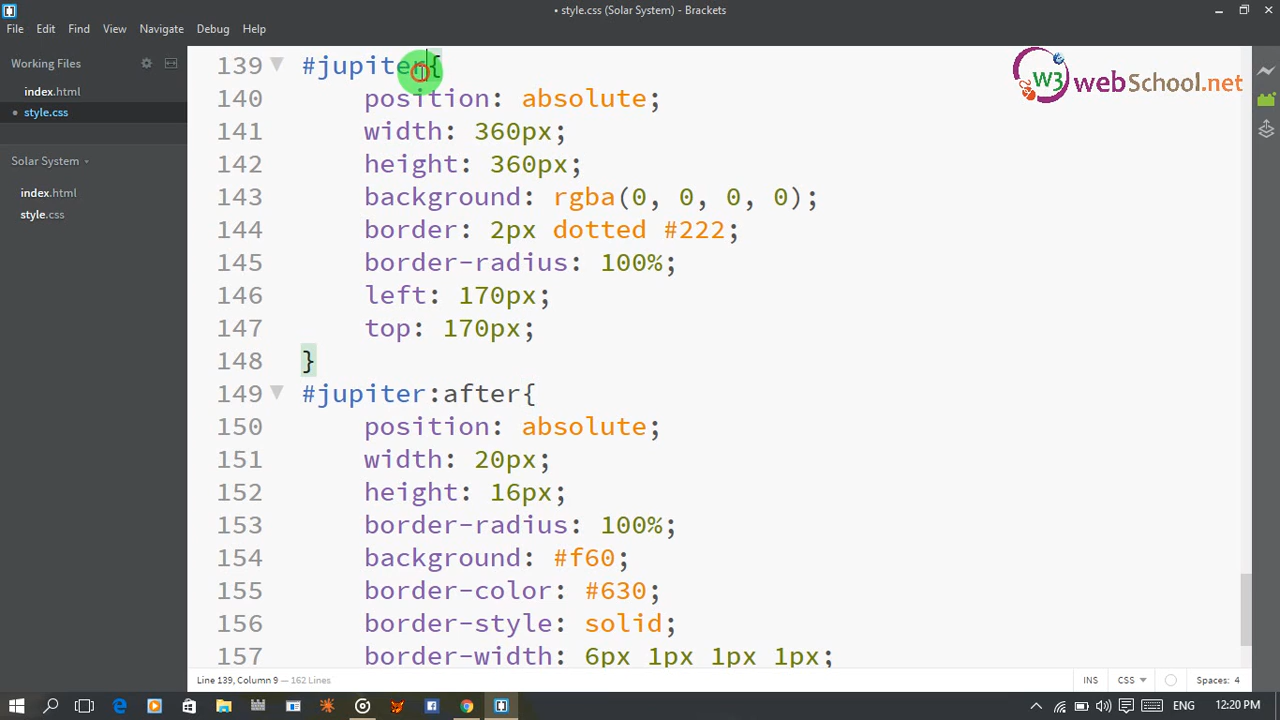 • style.css (Solar System) - Brackets
File Edit Find View Navigate Debug Help
Working Files
index.html
• style.css
Solar System
index.html
style.css
139 #jupiter{
140 position: absolute;
141 width: 360px;
142 height: 360px;
143 background: rgba(0, 0, 0, 0);
144 border: 2px dotted #222;
145 border-radius: 100%;
146 left: 170px;
147 top: 170px;
148 }
149 #jupiter:after{
150 position: absolute;
151 width: 20px;
152 height: 16px;
153 border-radius: 100%;
154 background: #f60;
155 border-color: #630;
156 border-style: solid;
157 border-width: 6px 1px 1px 1px;
W3 webSchool.net
Line 139, Column 9 — 162 Lines
INS CSS Spaces: 4
ENG 12:20 PM